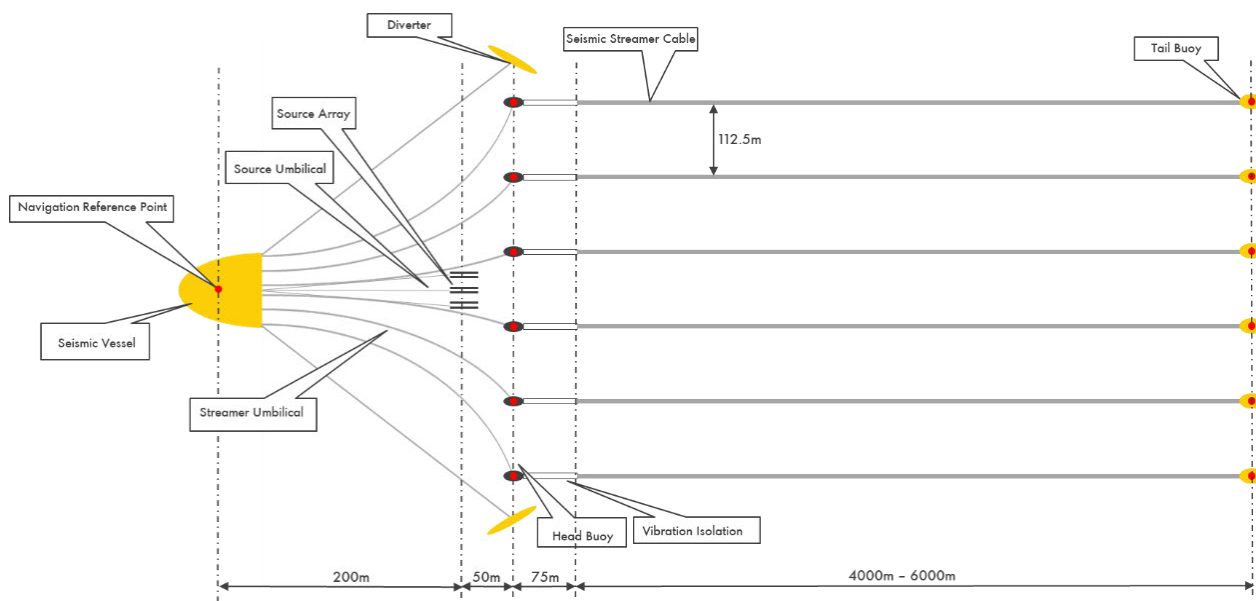 Diverter
Seismic Streamer Cable
Tail Buoy
Source Array
112.5m
Source Umbilical
Navigation Reference Point
Seismic Vessel
Streamer Umbilical
Head Buoy
Vibration Isolation
200m
50m
75m
4000m – 6000m